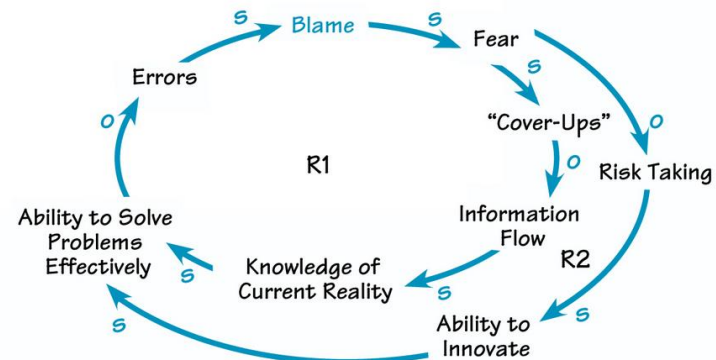 s
Blame
s
Fear
s
Errors
"Cover-Ups"
o
o
o
R1
Risk Taking
Ability to Solve
Problems
Effectively
Information
Flow
R2
s
Knowledge of
Current Reality
s
s
s
Ability to
Innovate